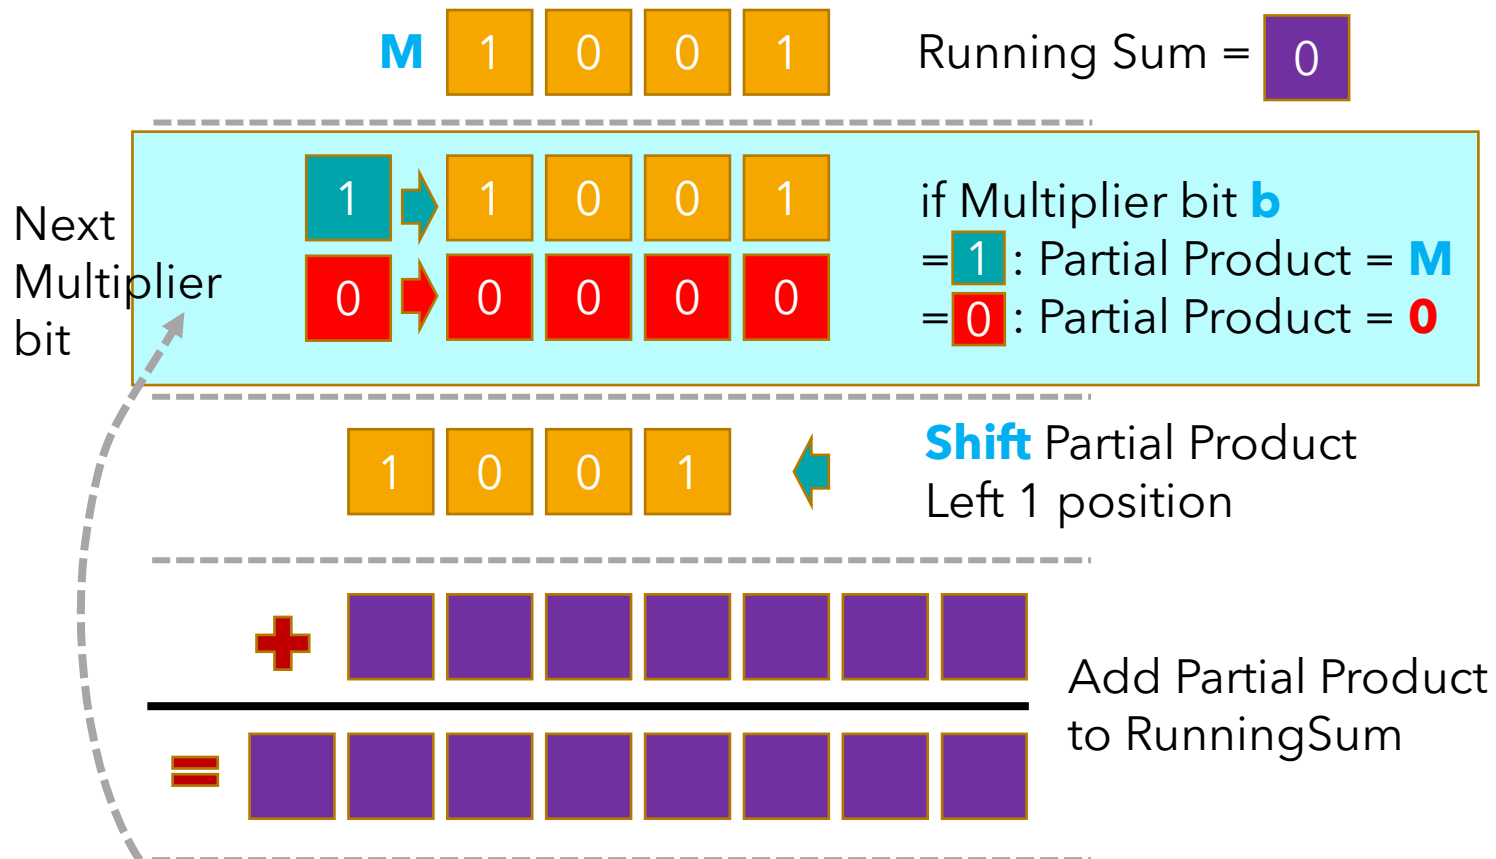 M 1 0 0 1 Running Sum = 0
Next
Multiplier
bit
1 1 0 0 1
0 0 0 0 0
if Multiplier bit b
= 1 : Partial Product = M
= 0 : Partial Product = 0
1 0 0 1
Shift Partial Product
Left 1 position
+
=
Add Partial Product
to RunningSum